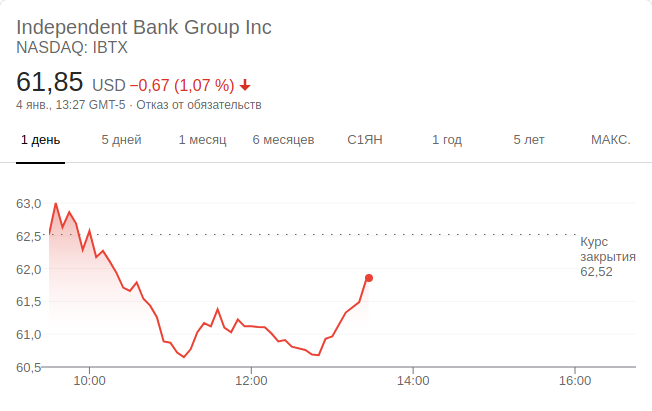 Independent Bank Group Inc
NASDAQ: IBTX
61,85 USD −0,67 (1,07 %)
4 янв., 13:27 GMT-5 · Отказ от обязательств
1 день 5 дней 1 месяц 6 месяцев С1ЯН 1 год 5 лет МАКС.
63,0
62,5
Курс
закрытия
62,52
62,0
61,5
61,0
60,5
10:00 12:00 14:00 16:00